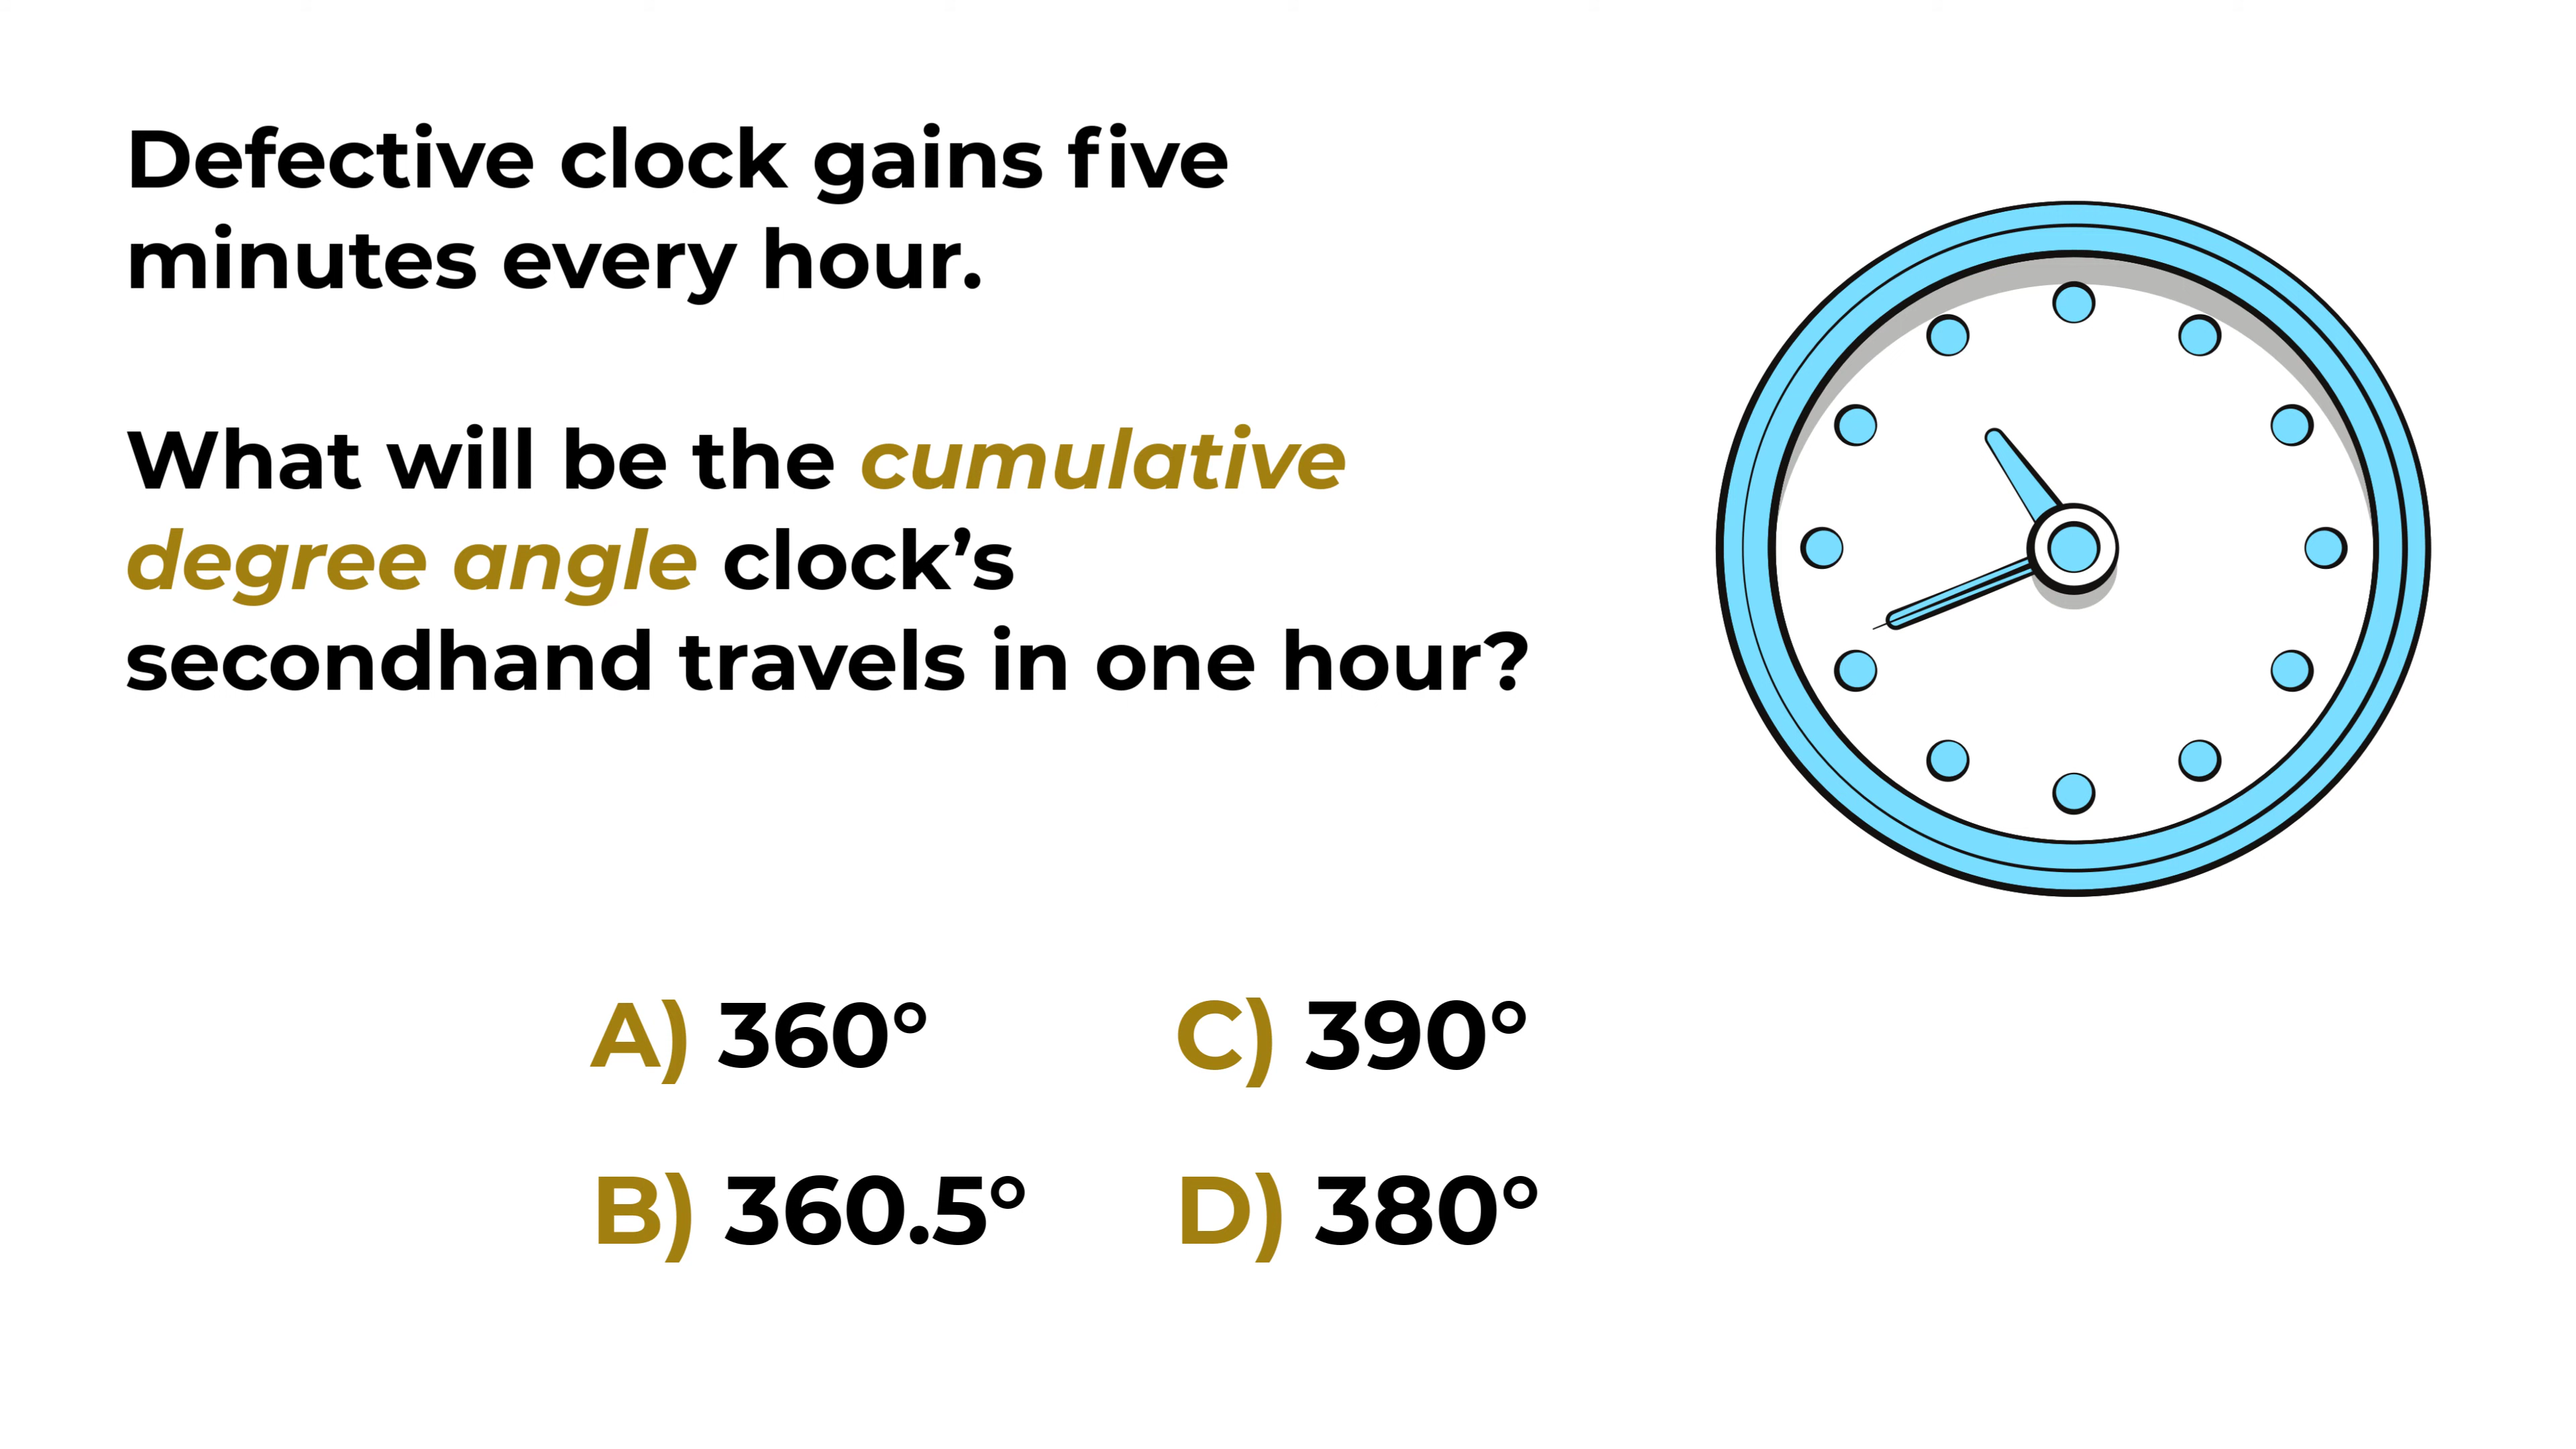 Defective clock gains five
minutes every hour.
What will be the cumulative
degree angle clock’s
secondhand travels in one hour?
A) 360°
C) 390°
B) 360.5°
D) 380°